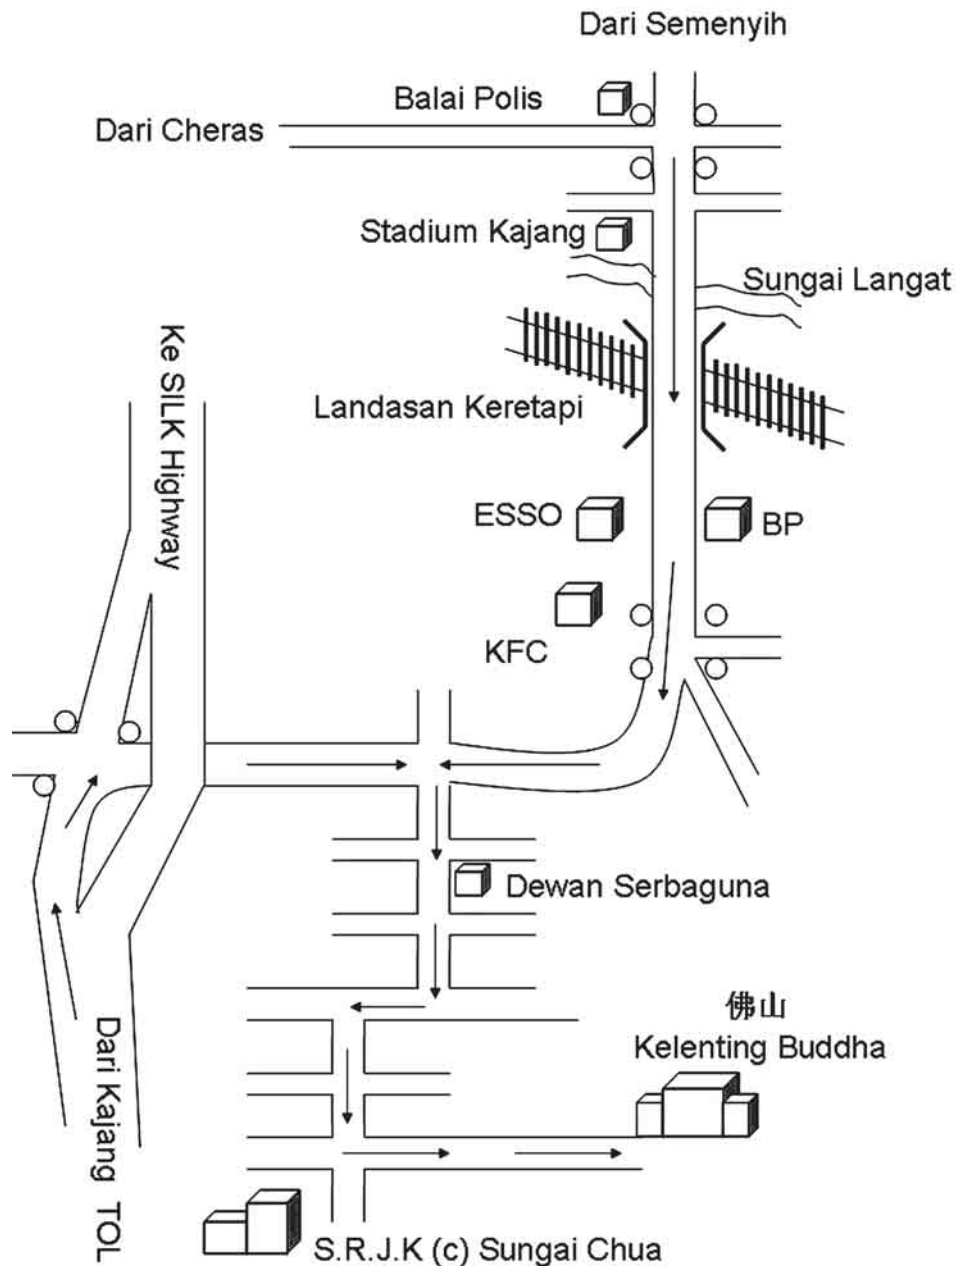 Dari Semenyih
Balai Polis
Dari Cheras
Stadium Kajang
Sungai Langat
Ke SILK Highway
Landasan Keretapi
ESSO
BP
KFC
Dewan Serbaguna
佛山
Kelenting Buddha
Dari Kajang TOL
S.R.J.K (c) Sungai Chua